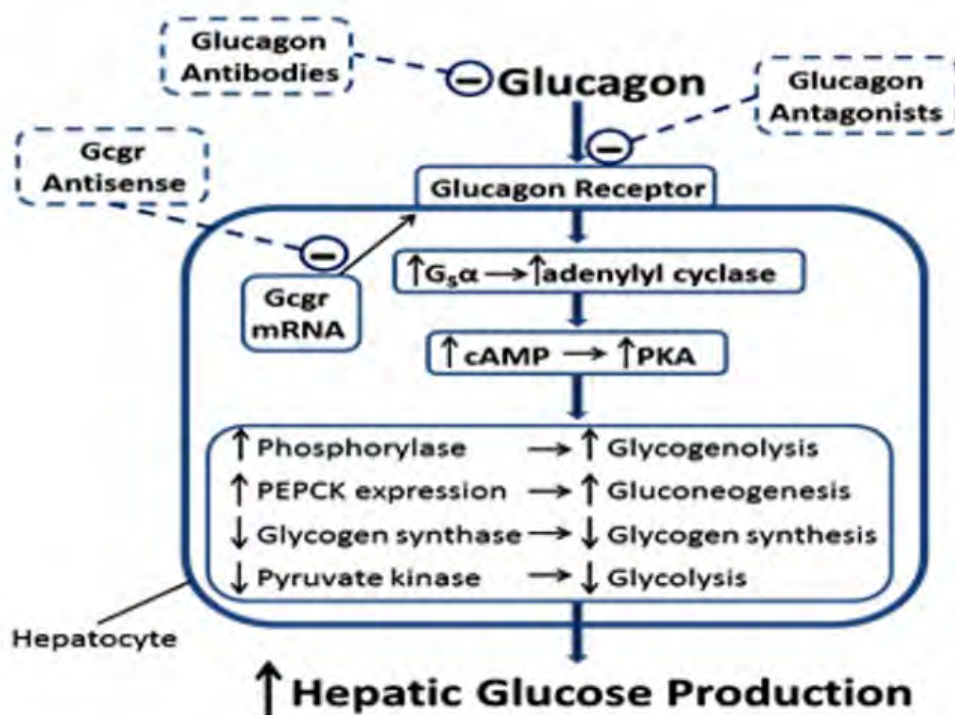 Glucagon
Antibodies
− Glucagon
Glucagon
Antagonists
−
Gcgr
Antisense
Glucagon Receptor
−
↑Gₛα → ↑adenylyl cyclase
Gcgr
mRNA
↑cAMP → ↑PKA
↑ Phosphorylase → ↑ Glycogenolysis
↑ PEPCK expression → ↑ Gluconeogenesis
↓ Glycogen synthase → ↓ Glycogen synthesis
↓ Pyruvate kinase → ↓ Glycolysis
Hepatocyte
↑ Hepatic Glucose Production